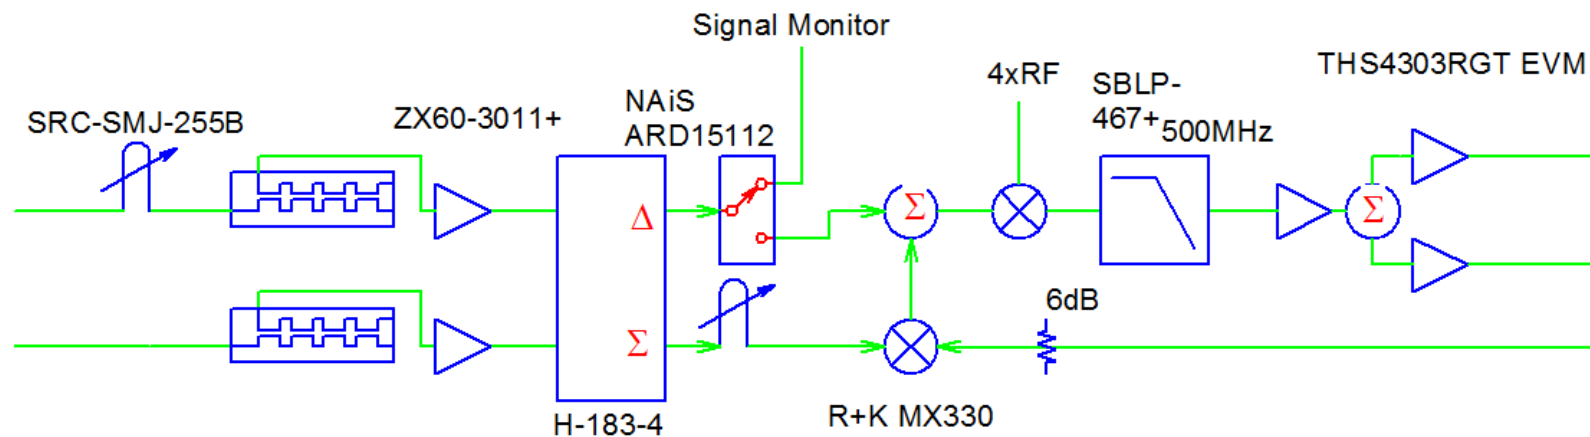 Signal Monitor
THS4303RGT EVM
4xRF
SBLP-
467+
500MHz
NAiS
ARD15112
SRC-SMJ-255B
ZX60-3011+
Δ
Σ
Σ
Σ
6dB
Σ
H-183-4
R+K MX330